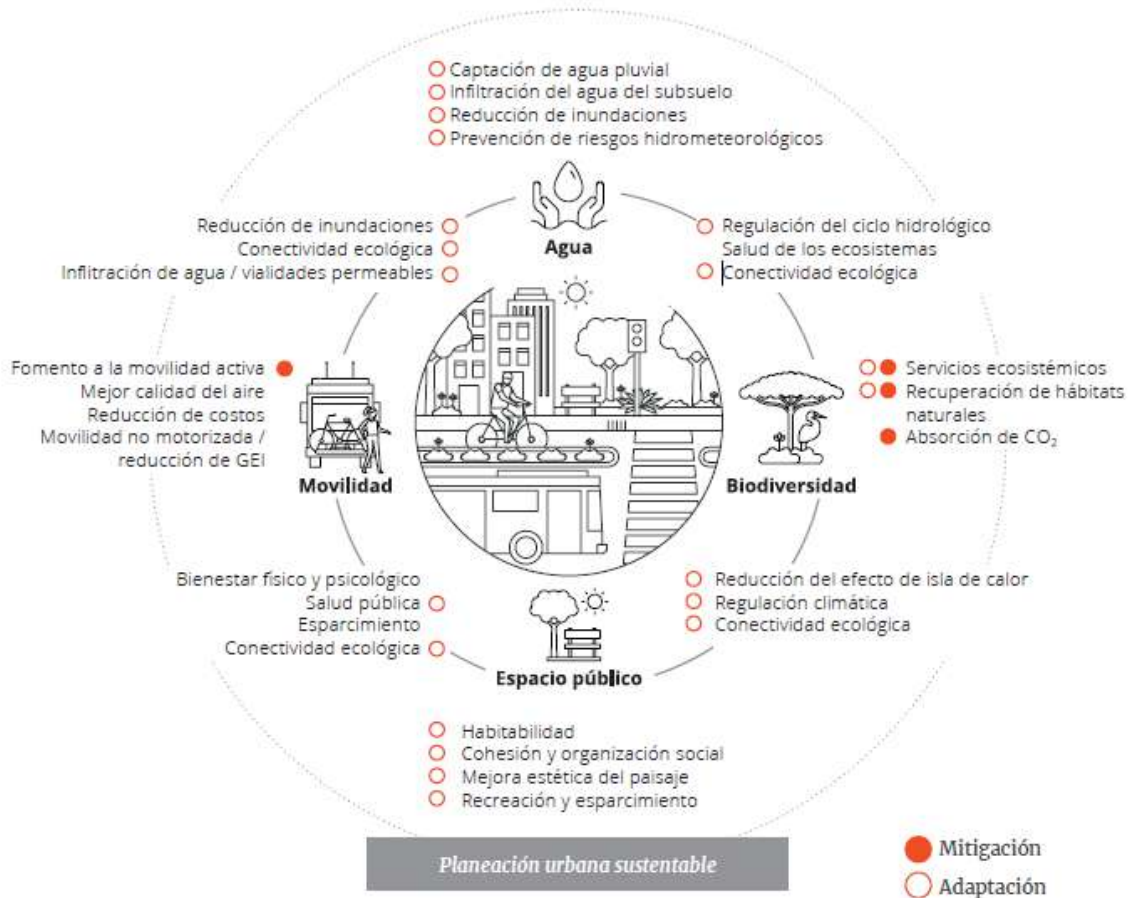 Captación de agua pluvial
Infiltración del agua del subsuelo
Reducción de inundaciones
Prevención de riesgos hidrometeorológicos
Agua
Reducción de inundaciones
Conectividad ecológica
Infiltración de agua / vialidades permeables
Regulación del ciclo hidrológico
Salud de los ecosistemas
Conectividad ecológica
Fomento a la movilidad activa
Mejor calidad del aire
Reducción de costos
Movilidad no motorizada /
reducción de GEI
Movilidad
Servicios ecosistémicos
Recuperación de hábitats
naturales
Absorción de CO₂
Biodiversidad
Bienestar físico y psicológico
Salud pública
Esparcimiento
Conectividad ecológica
Reducción del efecto de isla de calor
Regulación climática
Conectividad ecológica
Espacio público
Habitabilidad
Cohesión y organización social
Mejora estética del paisaje
Recreación y esparcimiento
Planeación urbana sustentable
Mitigación
Adaptación